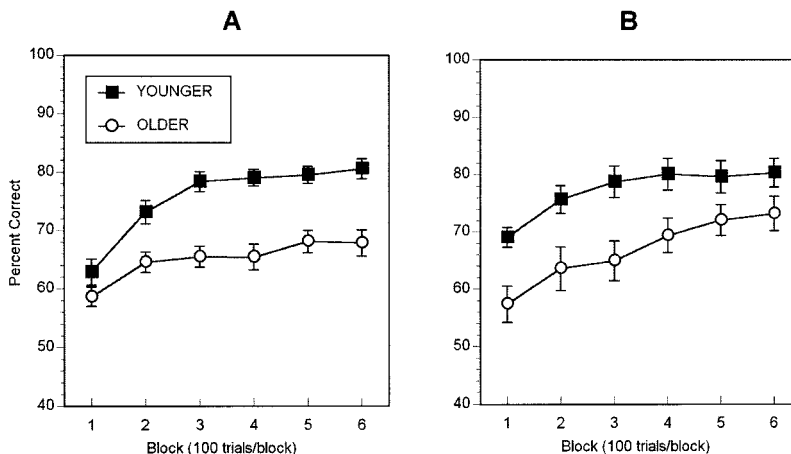 A
B
100
90
80
70
60
50
40
Percent Correct
YOUNGER
OLDER
1 2 3 4 5 6
Block (100 trials/block)
100
90
80
70
60
50
40
1 2 3 4 5 6
Block (100 trials/block)